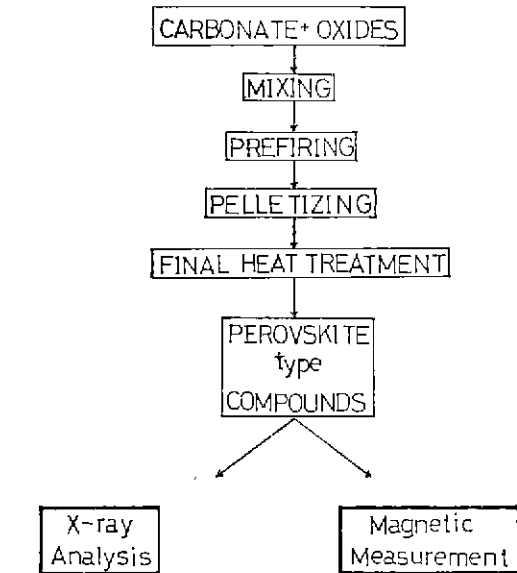 CARBONATE+ OXIDES
MIXING
PREFIRING
PELLETIZING
FINAL HEAT TREATMENT
PEROVSKITE
type
COMPOUNDS
X-ray
Analysis
Magnetic
Measurement